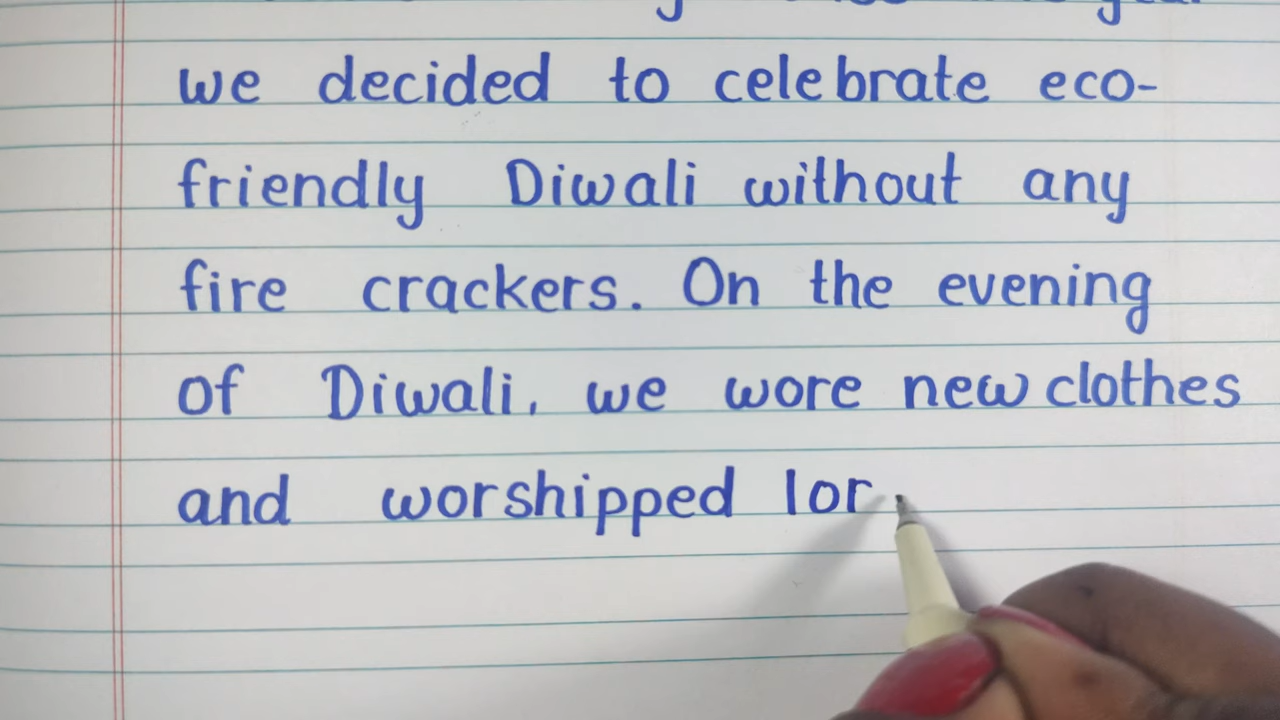 we decided to celebrate eco-
friendly Diwali without any
fire crackers. On the evening
of Diwali, we wore new clothes
and worshipped lor